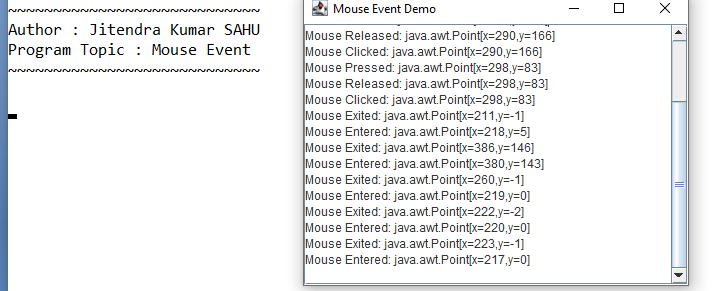 ~~~~~~~~~~~~~~~~~~~~~~~~~~~~
Author : Jitendra Kumar SAHU
Program Topic : Mouse Event
~~~~~~~~~~~~~~~~~~~~~~~~~~~~
Mouse Event Demo
Mouse Released: java.awt.Point[x=290,y=166]
Mouse Clicked: java.awt.Point[x=290,y=166]
Mouse Pressed: java.awt.Point[x=298,y=83]
Mouse Released: java.awt.Point[x=298,y=83]
Mouse Clicked: java.awt.Point[x=298,y=83]
Mouse Exited: java.awt.Point[x=211,y=-1]
Mouse Entered: java.awt.Point[x=218,y=5]
Mouse Exited: java.awt.Point[x=386,y=146]
Mouse Entered: java.awt.Point[x=380,y=143]
Mouse Exited: java.awt.Point[x=260,y=-1]
Mouse Entered: java.awt.Point[x=219,y=0]
Mouse Exited: java.awt.Point[x=222,y=-2]
Mouse Entered: java.awt.Point[x=220,y=0]
Mouse Exited: java.awt.Point[x=223,y=-1]
Mouse Entered: java.awt.Point[x=217,y=0]